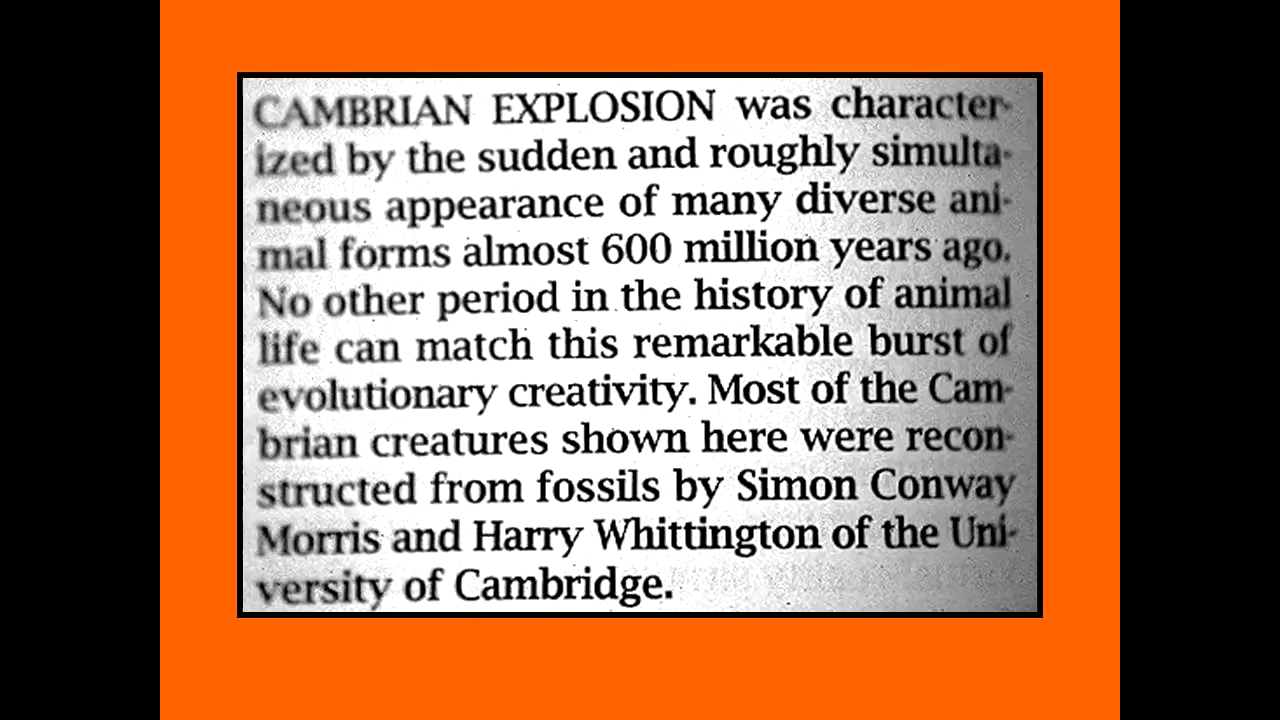 CAMBRIAN EXPLOSION was character-
ized by the sudden and roughly simulta-
neous appearance of many diverse ani-
mal forms almost 600 million years ago.
No other period in the history of animal
life can match this remarkable burst of
evolutionary creativity. Most of the Cam-
brian creatures shown here were recon-
structed from fossils by Simon Conway
Morris and Harry Whittington of the Uni-
versity of Cambridge.